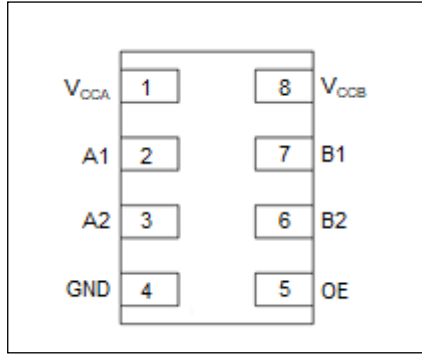 VCCA 1 8 VCCB
A1 2 7 B1
A2 3 6 B2
GND 4 5 OE